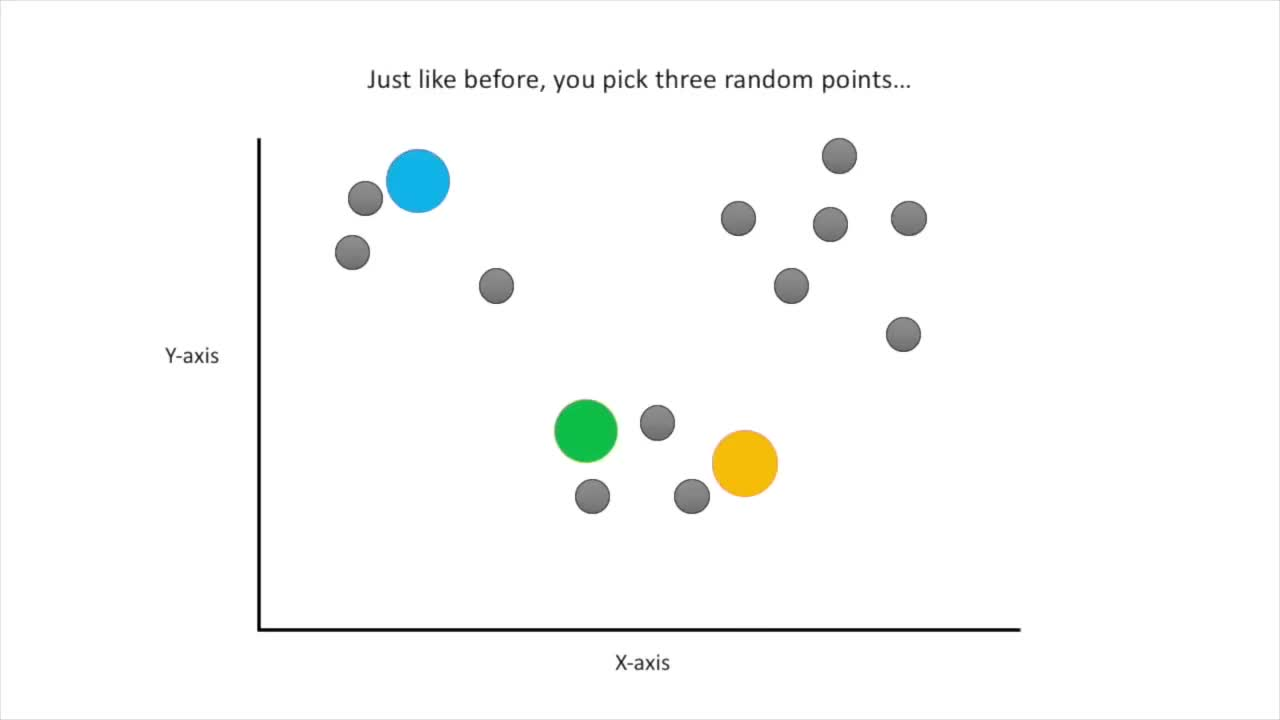 Just like before, you pick three random points…
Y-axis
X-axis